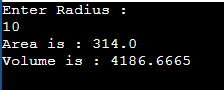 Enter Radius :
10
Area is : 314.0
Volume is : 4186.6665